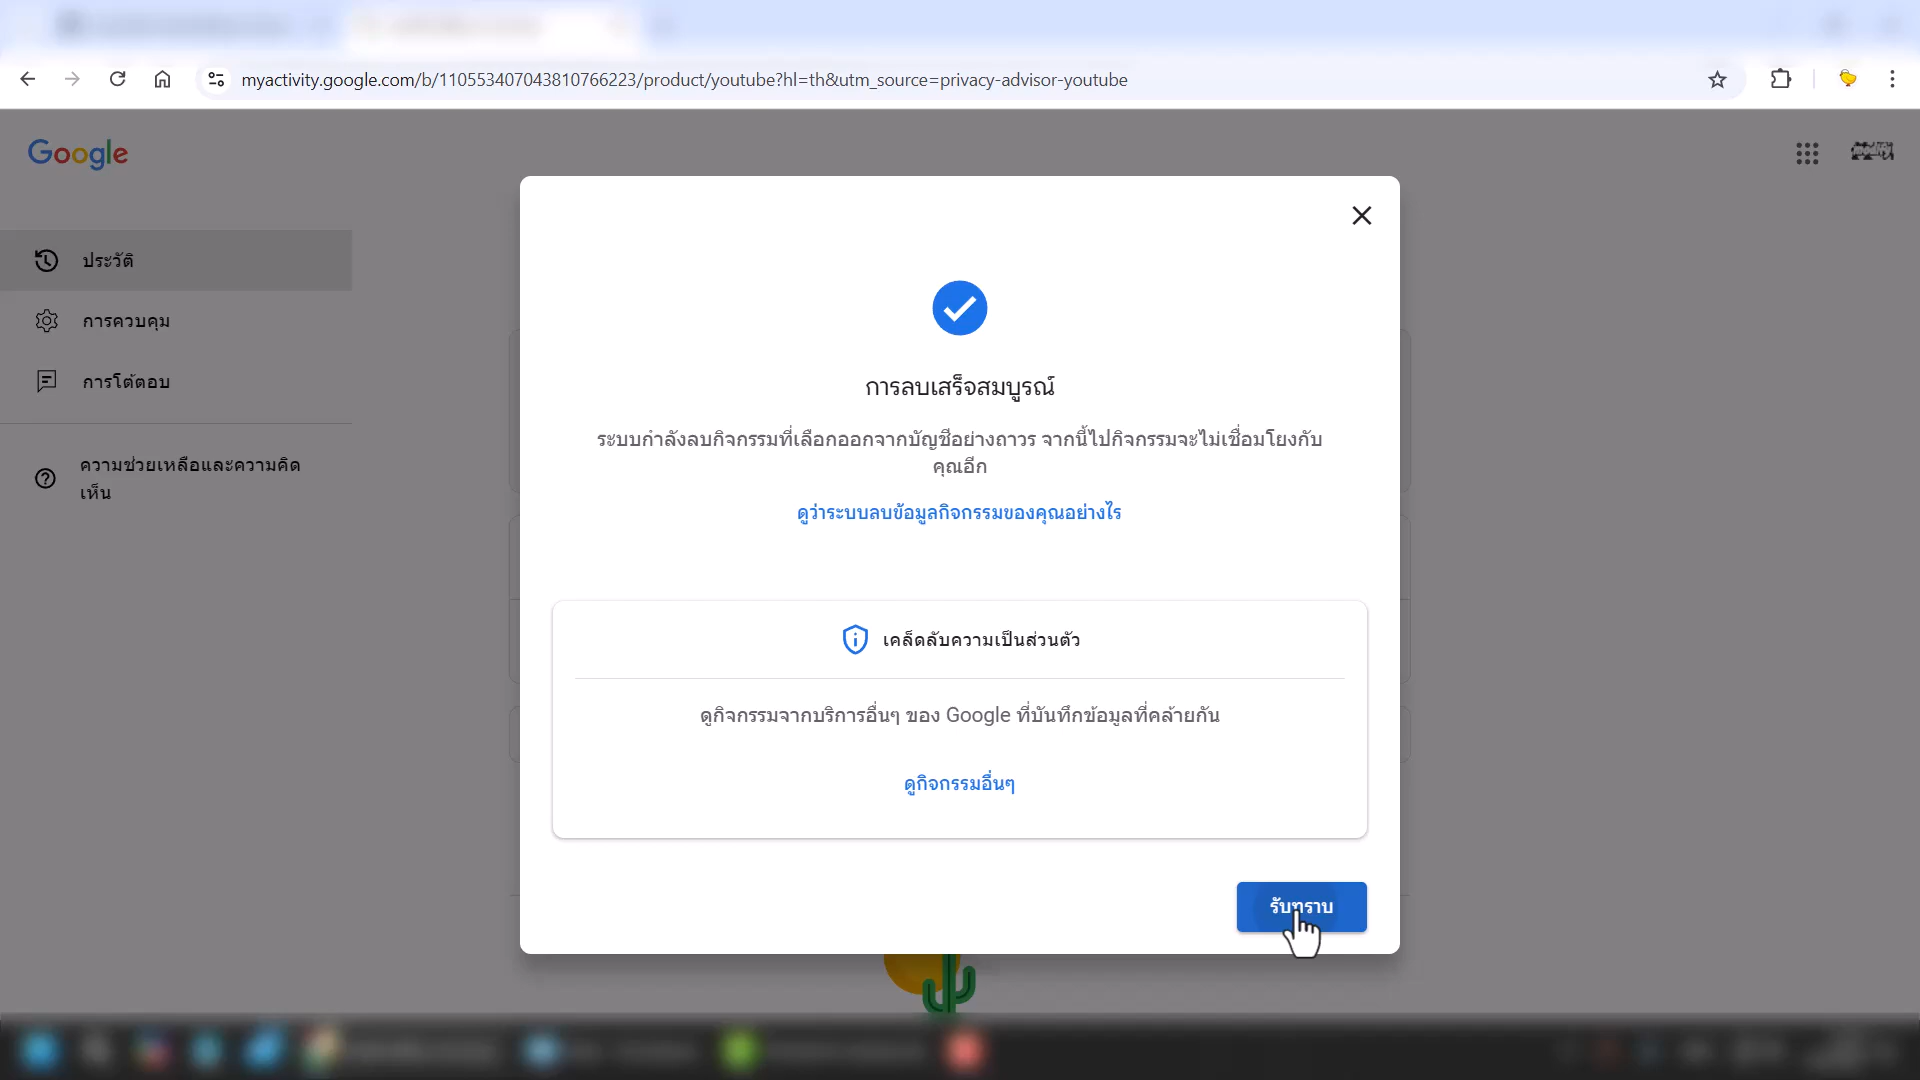 myactivity.google.com/b/110553407043810766223/product/youtube?hl=th&utm_source=privacy-advisor-youtube
Google
ประวัติ
การควบคุม
การโต้ตอบ
ความช่วยเหลือและความคิด
เห็น
การลบเสร็จสมบูรณ์
ระบบกำลังลบกิจกรรมที่เลือกออกจากบัญชีอย่างถาวร จากนี้ไปกิจกรรมจะไม่เชื่อมโยงกับ
คุณอีก
ดูว่าระบบลบข้อมูลกิจกรรมของคุณอย่างไร
เคล็ดลับความเป็นส่วนตัว
ดูกิจกรรมจากบริการอื่นๆ ของ Google ที่บันทึกข้อมูลที่คล้ายกัน
ดูกิจกรรมอื่นๆ
รับทราบ